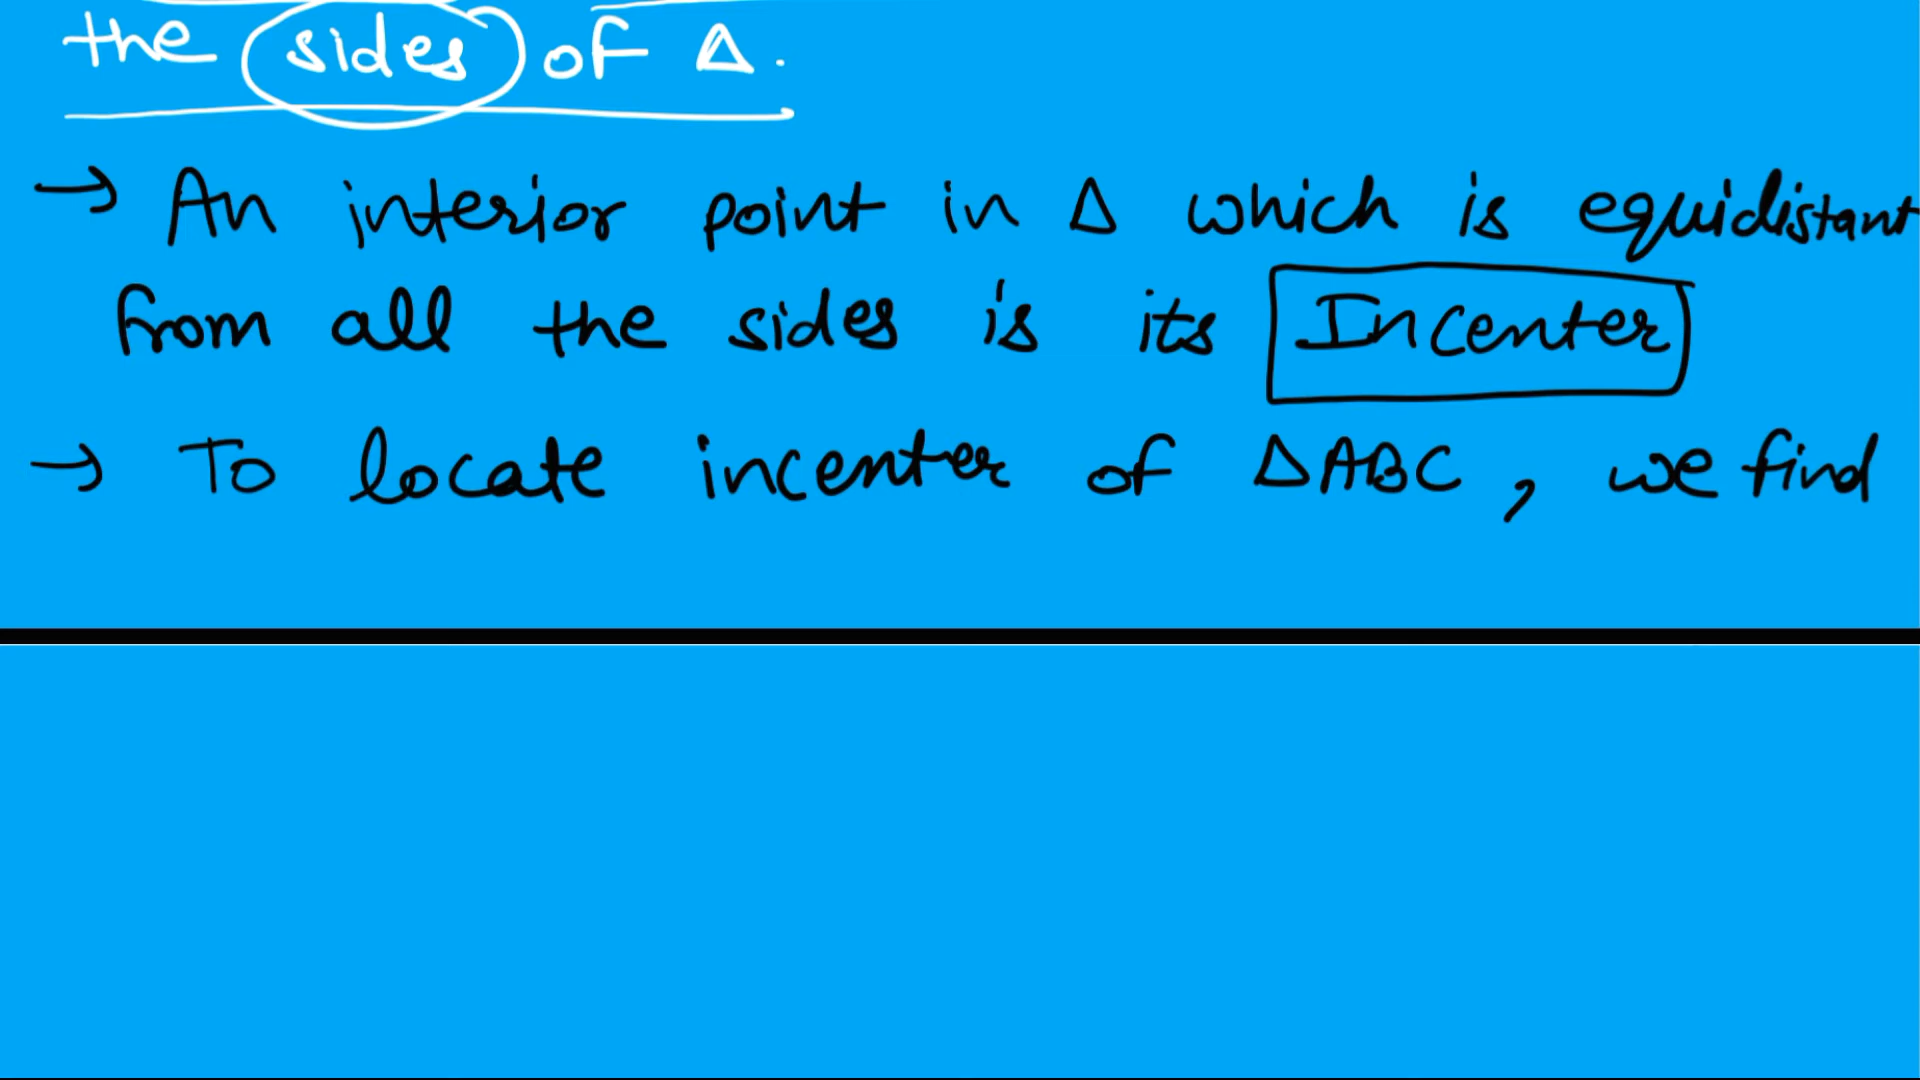 the sides of Δ.
→ An interior point in Δ which is equidistant
from all the sides is its Incenter
→ To locate incenter of ΔABC, we find